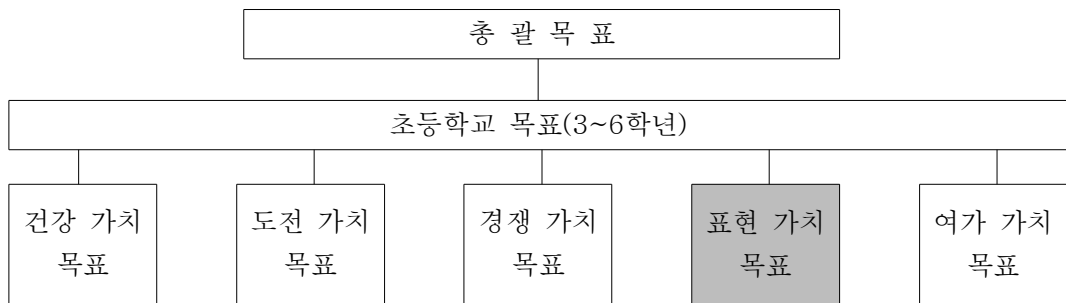 총 괄 목 표
초등학교 목표(3~6학년)
건강 가치
목표
도전 가치
목표
경쟁 가치
목표
표현 가치
목표
여가 가치
목표